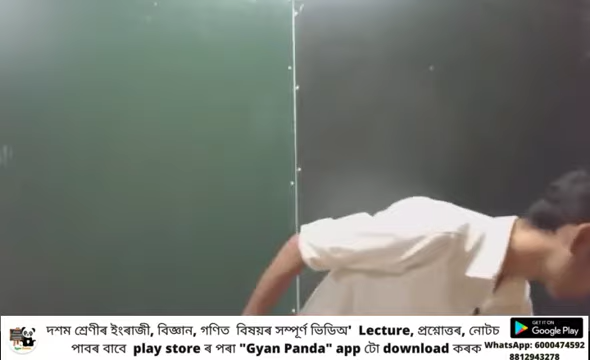 দশম শ্ৰেণীৰ ইংৰাজী, বিজ্ঞান, গণিত বিষয়ৰ সম্পূৰ্ণ ভিডিঅ' Lecture, প্ৰয়োত্তৰ, নোটচ
পাবৰ বাবে play store ৰ পৰা "Gyan Panda" app টো download কৰক
GET IT ON
Google Play
WhatsApp: 6000474592
8812943278